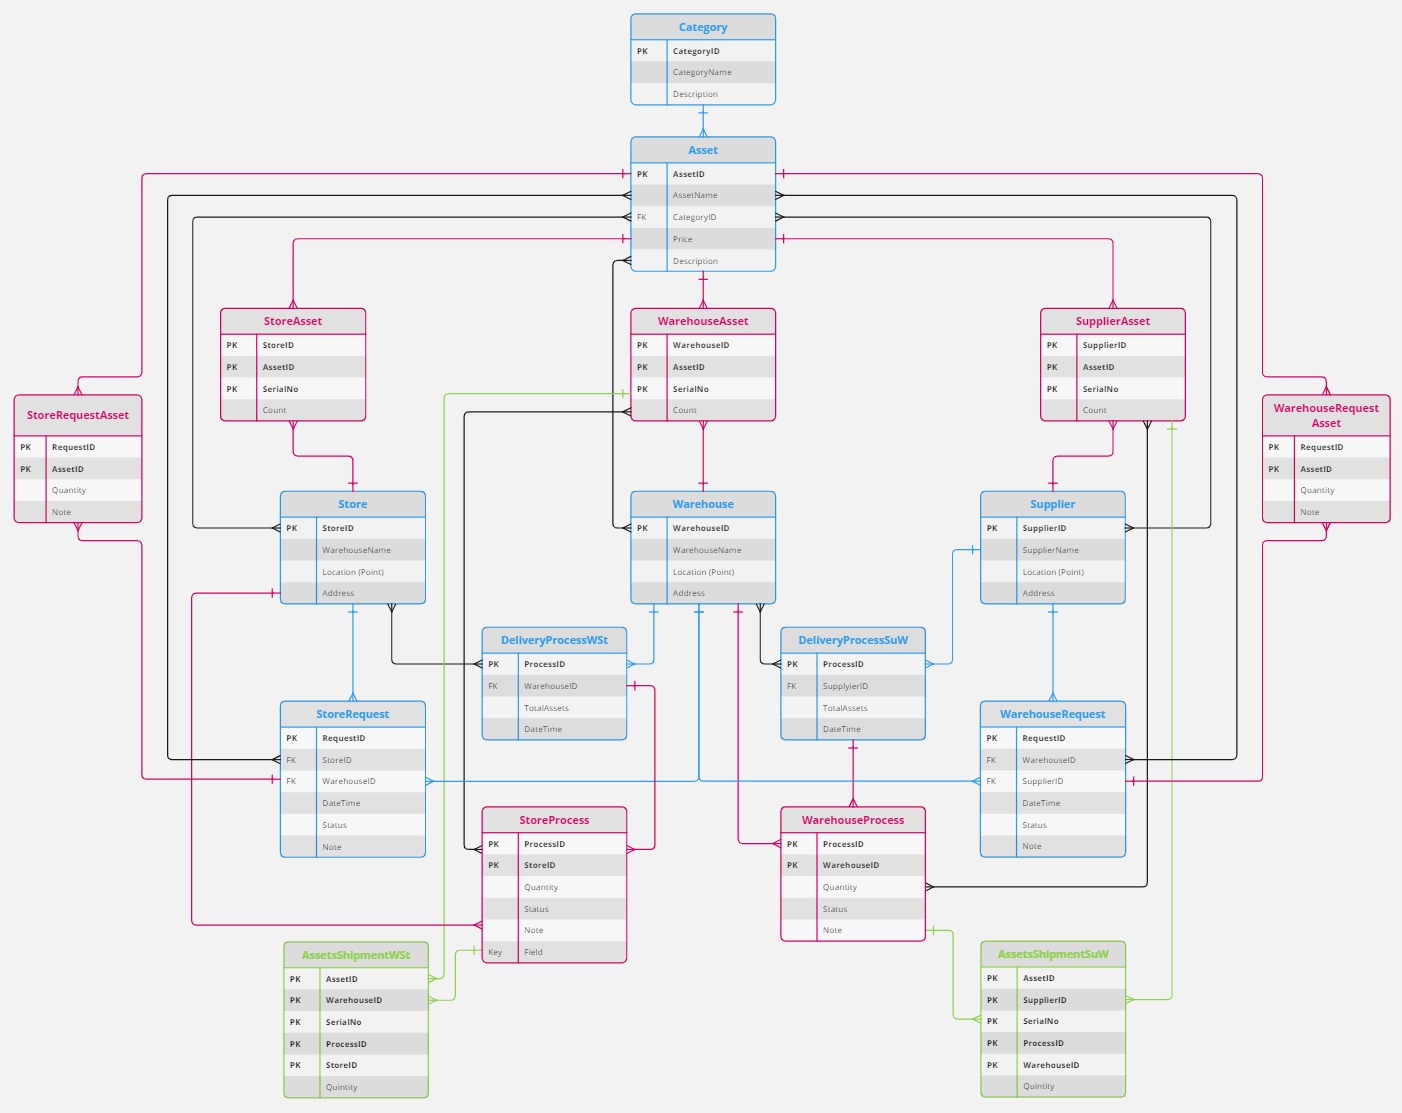 Category
PK CategoryID
CategoryName
Description
Asset
PK AssetID
AssetName
FK CategoryID
Price
Description
StoreAsset
PK StoreID
PK AssetID
PK SerialNo
Count
WarehouseAsset
PK WarehouseID
PK AssetID
PK SerialNo
Count
SupplierAsset
PK SupplierID
PK AssetID
PK SerialNo
Count
StoreRequestAsset
PK RequestID
PK AssetID
Quantity
Note
WarehouseRequest
Asset
PK RequestID
PK AssetID
Quantity
Note
Store
PK StoreID
WarehouseName
Location (Point)
Address
Warehouse
PK WarehouseID
WarehouseName
Location (Point)
Address
Supplier
PK SupplierID
SupplierName
Location (Point)
Address
DeliveryProcessWSt
PK ProcessID
FK WarehouseID
TotalAssets
DateTime
DeliveryProcessSuW
PK ProcessID
FK SupplyierID
TotalAssets
DateTime
StoreRequest
PK RequestID
FK StoreID
FK WarehouseID
DateTime
Status
Note
WarehouseRequest
PK RequestID
FK WarehouseID
FK SupplierID
DateTime
Status
Note
StoreProcess
PK ProcessID
PK StoreID
Quantity
Status
Note
Key Field
WarehouseProcess
PK ProcessID
PK WarehouseID
Quantity
Status
Note
AssetsShipmentWSt
PK AssetID
PK WarehouseID
PK SerialNo
PK ProcessID
PK StoreID
Quintity
AssetsShipmentSuW
PK AssetID
PK SupplierID
PK SerialNo
PK ProcessID
PK WarehouseID
Quintity